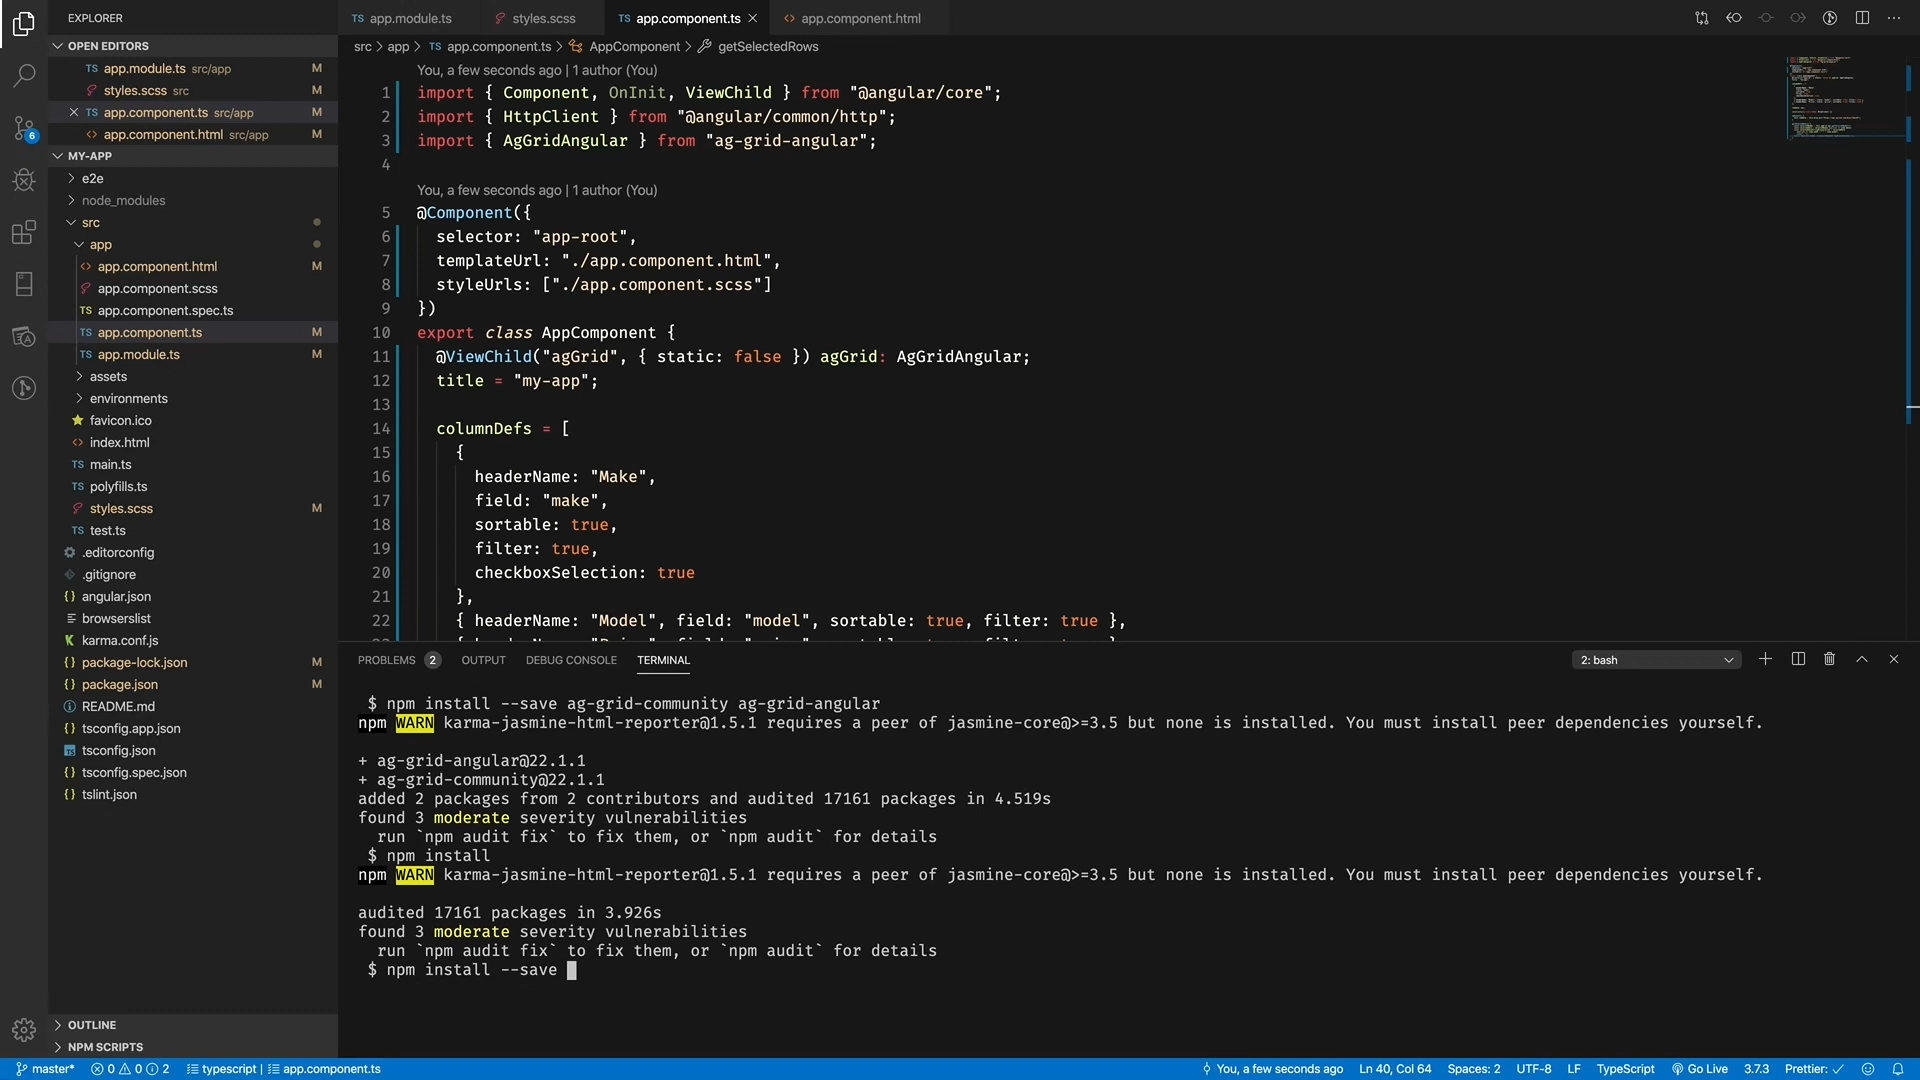 EXPLORER
OPEN EDITORS
TS app.module.ts src/app M
styles.scss src M
TS app.component.ts src/app M
<> app.component.html src/app M
MY-APP
e2e
node_modules
src
app
<> app.component.html M
app.component.scss
TS app.component.spec.ts
TS app.component.ts M
TS app.module.ts M
assets
environments
favicon.ico
<> index.html
TS main.ts
TS polyfills.ts
styles.scss M
TS test.ts
.editorconfig
.gitignore
{} angular.json
browserslist
K karma.conf.js
{} package-lock.json M
{} package.json M
README.md
{} tsconfig.app.json
TS tsconfig.json
{} tsconfig.spec.json
{} tslint.json
OUTLINE
NPM SCRIPTS
6
TS app.module.ts
styles.scss
TS app.component.ts
<> app.component.html
src > app > TS app.component.ts > AppComponent > getSelectedRows
You, a few seconds ago | 1 author (You)
1 import { Component, OnInit, ViewChild } from "@angular/core";
2 import { HttpClient } from "@angular/common/http";
3 import { AgGridAngular } from "ag-grid-angular";
4
You, a few seconds ago | 1 author (You)
5 @Component({
6 selector: "app-root",
7 templateUrl: "./app.component.html",
8 styleUrls: ["./app.component.scss"]
9 })
10 export class AppComponent {
11 @ViewChild("agGrid", { static: false }) agGrid: AgGridAngular;
12 title = "my-app";
13
14 columnDefs = [
15 {
16 headerName: "Make",
17 field: "make",
18 sortable: true,
19 filter: true,
20 checkboxSelection: true
21 },
22 { headerName: "Model", field: "model", sortable: true, filter: true },
PROBLEMS 2 OUTPUT DEBUG CONSOLE TERMINAL 2: bash
$ npm install --save ag-grid-community ag-grid-angular
npm WARN karma-jasmine-html-reporter@1.5.1 requires a peer of jasmine-core@>=3.5 but none is installed. You must install peer dependencies yourself.
+ ag-grid-angular@22.1.1
+ ag-grid-community@22.1.1
added 2 packages from 2 contributors and audited 17161 packages in 4.519s
found 3 moderate severity vulnerabilities
run `npm audit fix` to fix them, or `npm audit` for details
$ npm install
npm WARN karma-jasmine-html-reporter@1.5.1 requires a peer of jasmine-core@>=3.5 but none is installed. You must install peer dependencies yourself.
audited 17161 packages in 3.926s
found 3 moderate severity vulnerabilities
run `npm audit fix` to fix them, or `npm audit` for details
$ npm install --save
master* 0 0 2 typescript | app.component.ts You, a few seconds ago Ln 40, Col 64 Spaces: 2 UTF-8 LF TypeScript Go Live 3.7.3 Prettier: ✓